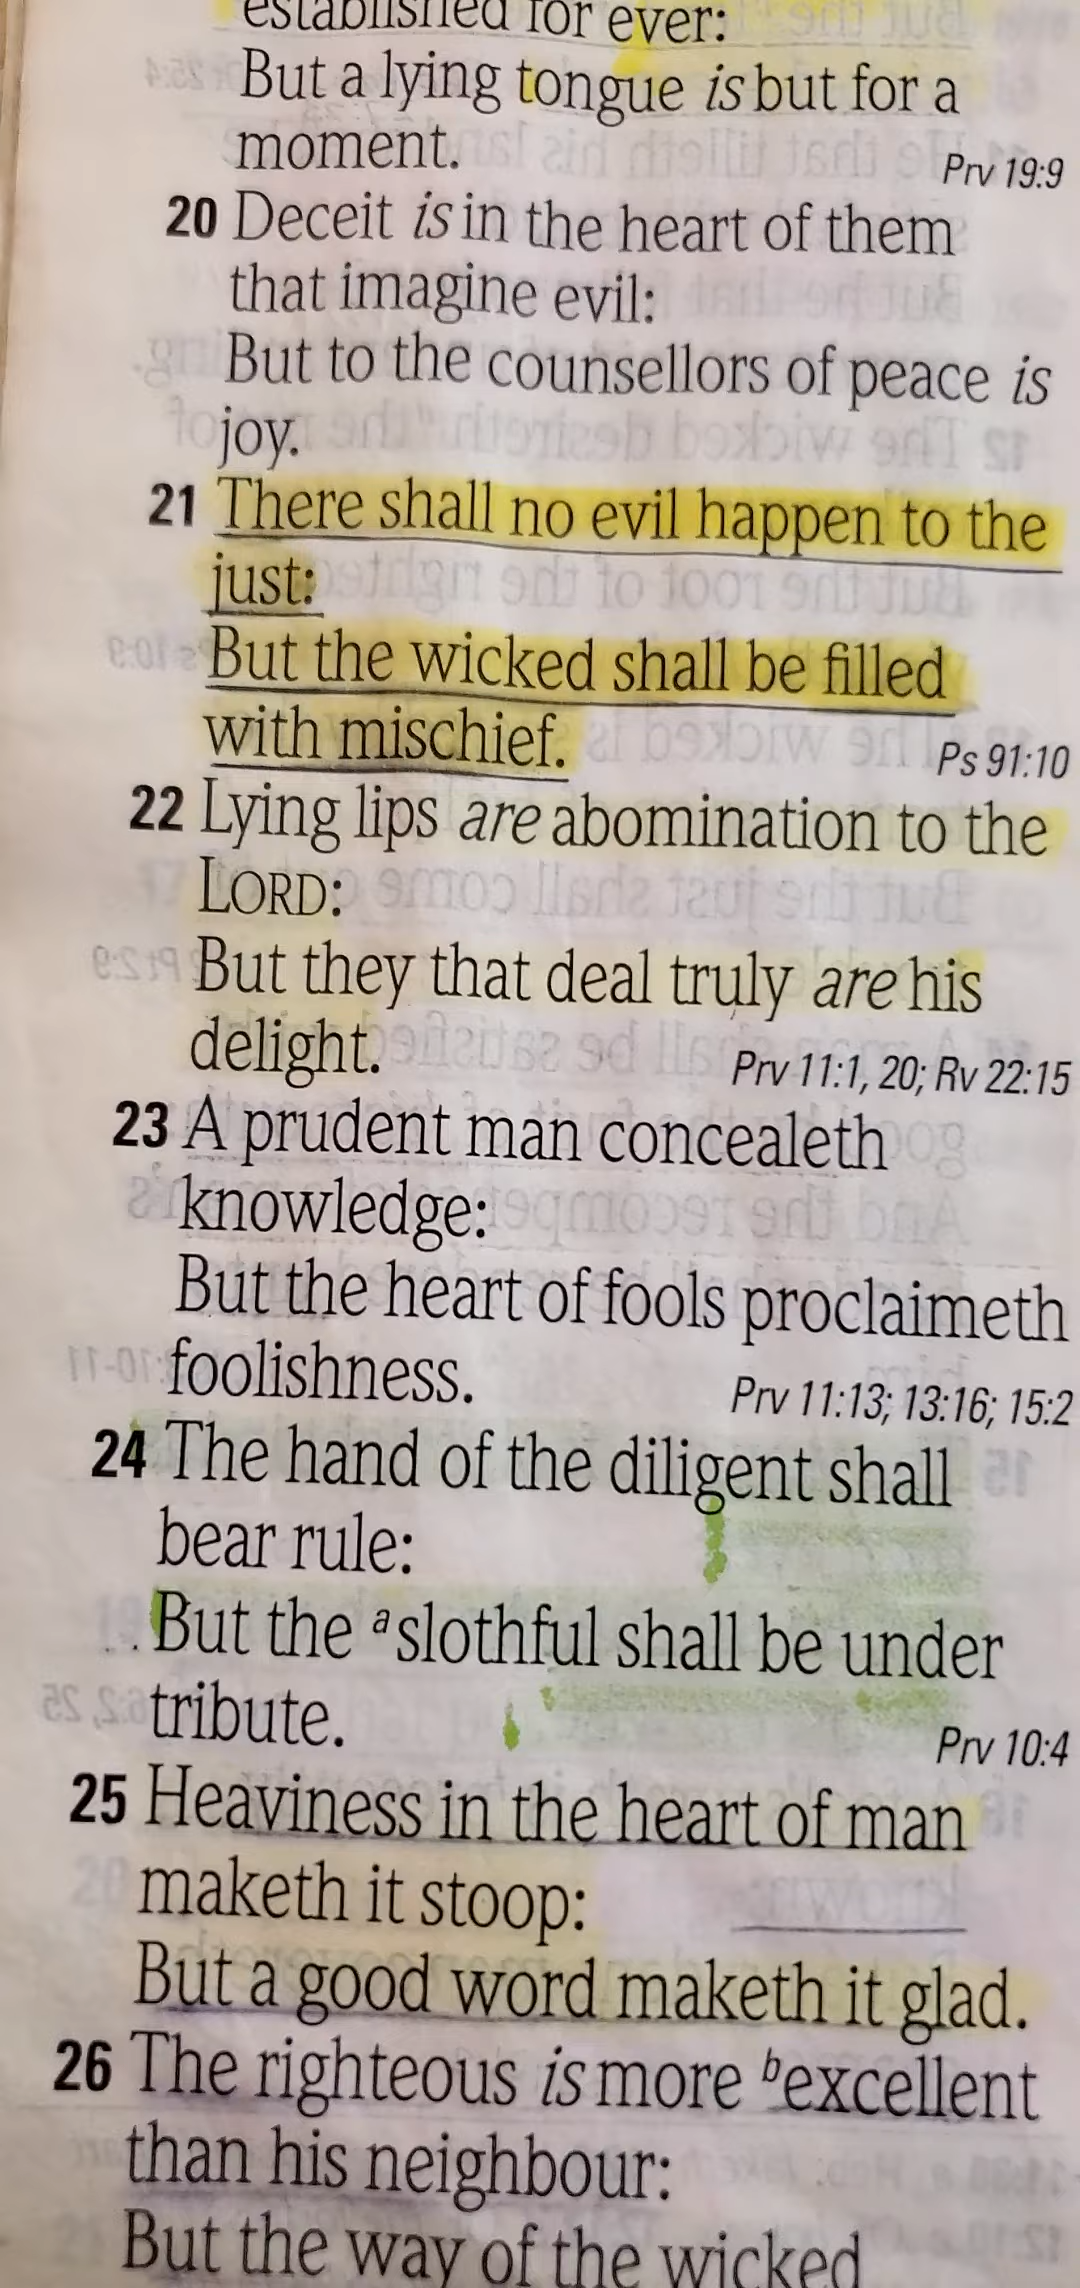 established for ever:
But a lying tongue is but for a
moment. Prv 19:9
20 Deceit is in the heart of them
that imagine evil:
But to the counsellors of peace is
joy.
21 There shall no evil happen to the
just:
But the wicked shall be filled
with mischief. Ps 91:10
22 Lying lips are abomination to the
LORD:
But they that deal truly are his
delight. Prv 11:1, 20; Rv 22:15
23 A prudent man concealeth
knowledge:
But the heart of fools proclaimeth
foolishness. Prv 11:13; 13:16; 15:2
24 The hand of the diligent shall
bear rule:
But the a slothful shall be under
tribute. Prv 10:4
25 Heaviness in the heart of man
maketh it stoop:
But a good word maketh it glad.
26 The righteous is more b excellent
than his neighbour:
But the way of the wicked